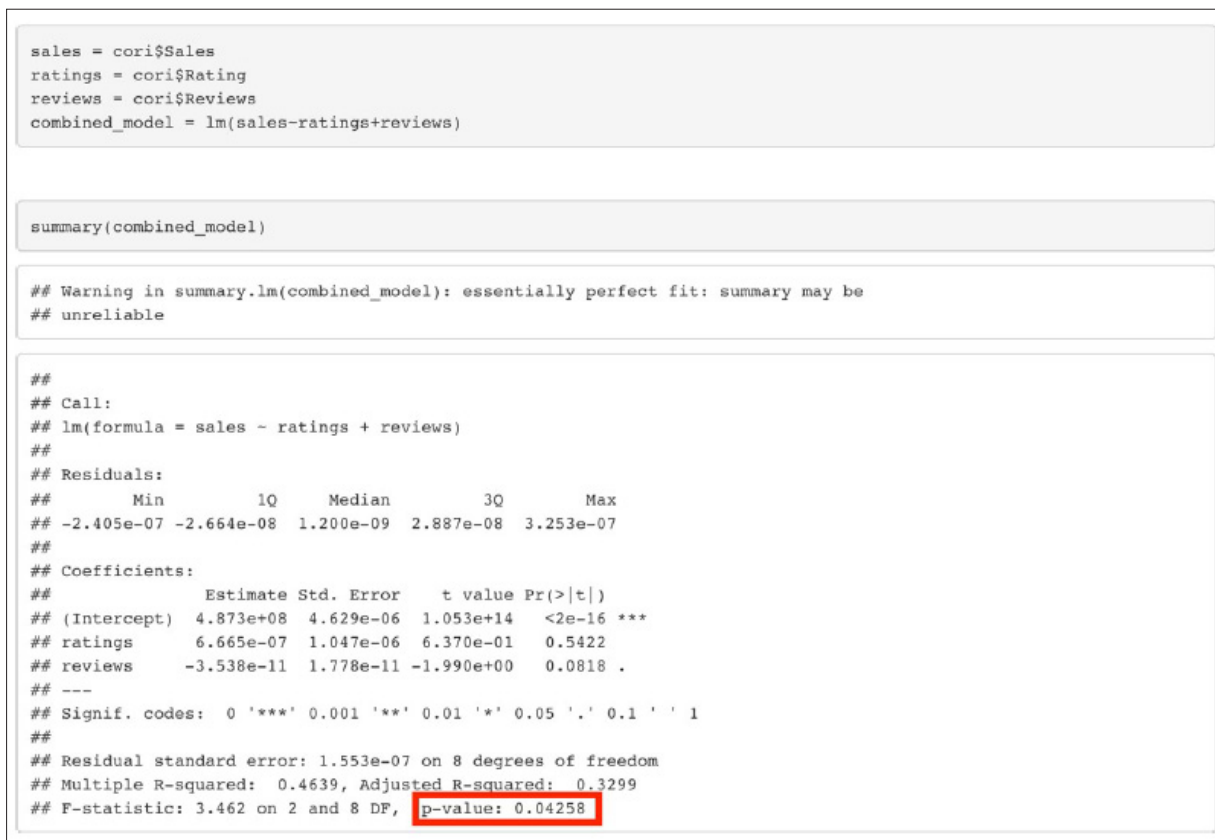 sales = cori$Sales
ratings = cori$Rating
reviews = cori$Reviews
combined_model = lm(sales~ratings+reviews)
summary(combined_model)
## Warning in summary.lm(combined_model): essentially perfect fit: summary may be
## unreliable
##
## Call:
## lm(formula = sales ~ ratings + reviews)
##
## Residuals:
##        Min         1Q     Median         3Q        Max
## -2.405e-07 -2.664e-08  1.200e-09  2.887e-08  3.253e-07
##
## Coefficients:
##               Estimate Std. Error    t value Pr(>|t|)
## (Intercept)  4.873e+08  4.629e-06  1.053e+14   <2e-16 ***
## ratings      6.665e-07  1.047e-06  6.370e-01   0.5422
## reviews     -3.538e-11  1.778e-11 -1.990e+00   0.0818 .
## ---
## Signif. codes:  0 '***' 0.001 '**' 0.01 '*' 0.05 '.' 0.1 ' ' 1
##
## Residual standard error: 1.553e-07 on 8 degrees of freedom
## Multiple R-squared:  0.4639, Adjusted R-squared:  0.3299
## F-statistic: 3.462 on 2 and 8 DF,  p-value: 0.04258